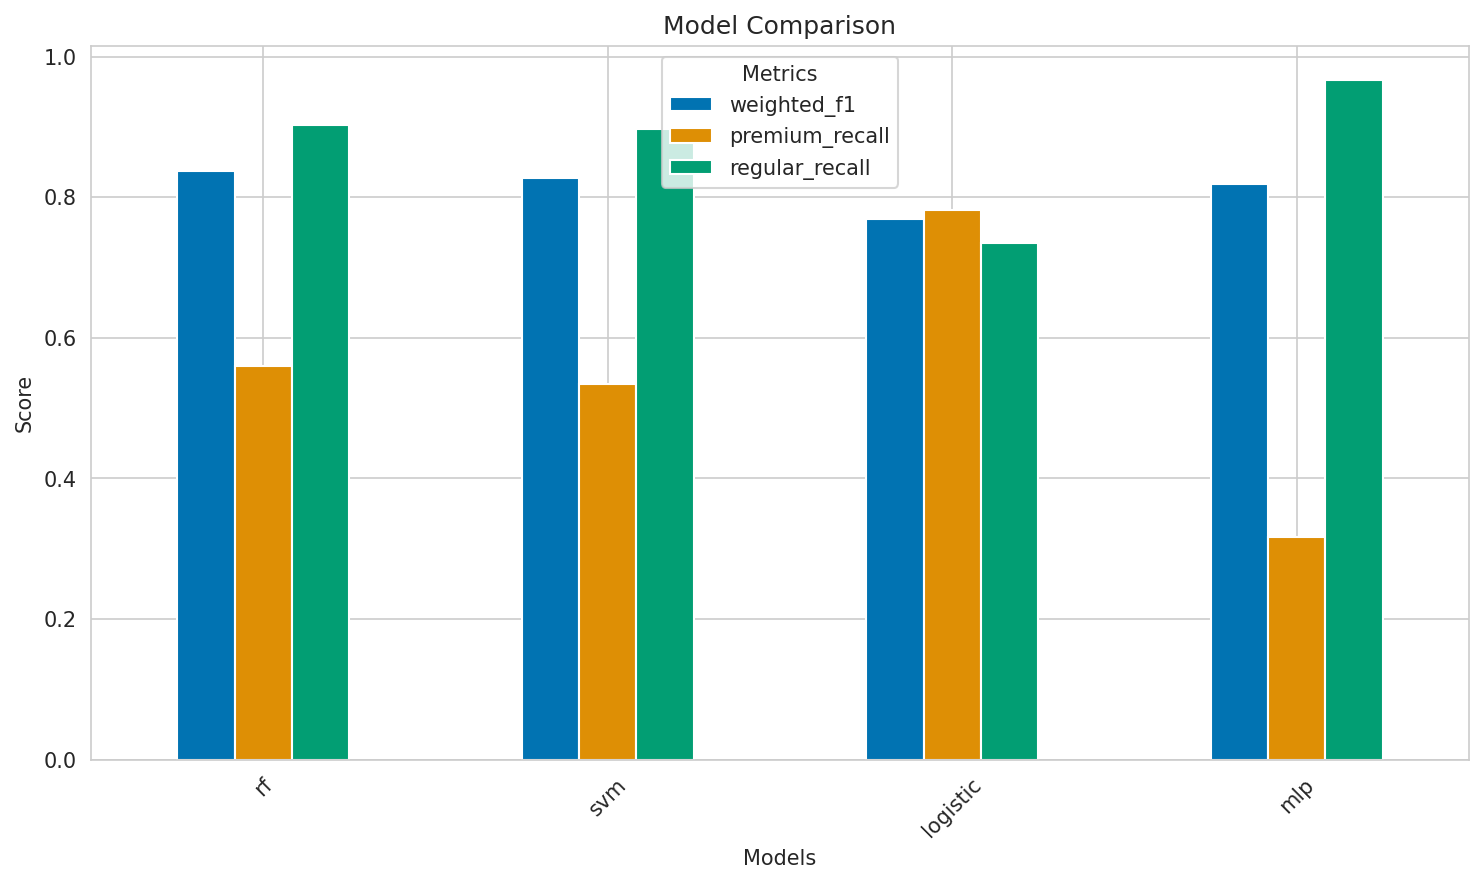 Model Comparison
Metrics
weighted_f1
premium_recall
regular_recall
Score
1.0
0.8
0.6
0.4
0.2
0.0
rf
svm
logistic
mlp
Models